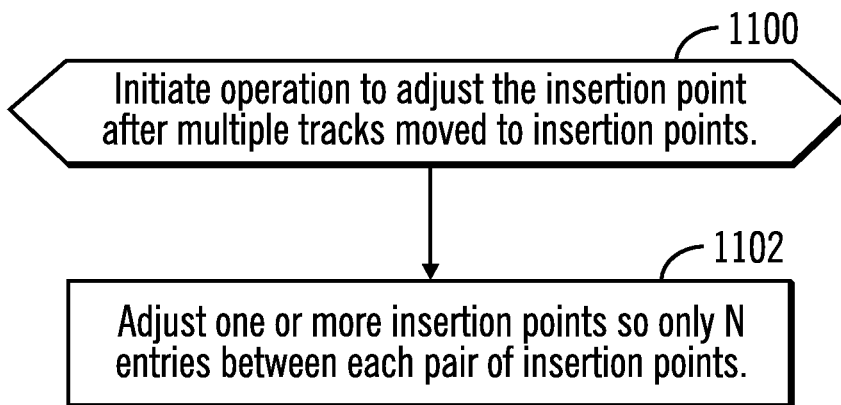 1100
Initiate operation to adjust the insertion point
after multiple tracks moved to insertion points.
1102
Adjust one or more insertion points so only N
entries between each pair of insertion points.